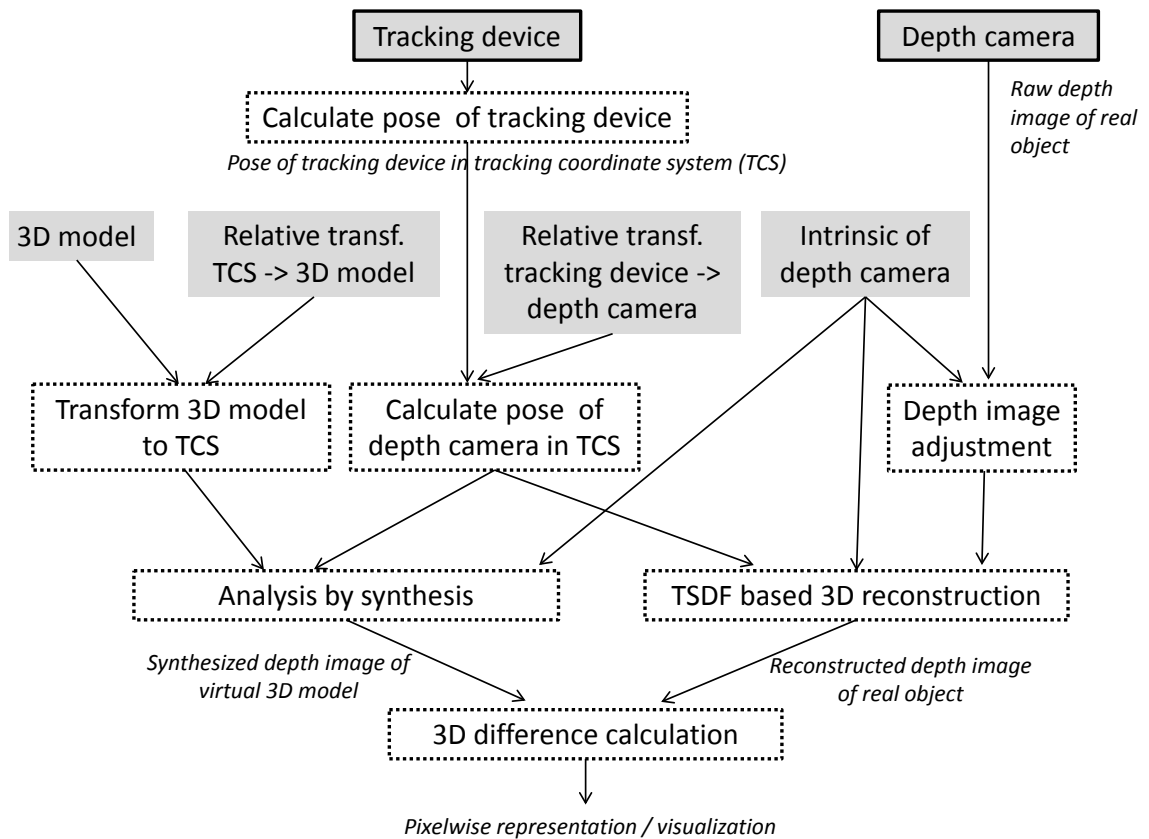 Tracking device
Depth camera
Raw depth
image of real
object
Calculate pose of tracking device
Pose of tracking device in tracking coordinate system (TCS)
3D model
Relative transf.
TCS -> 3D model
Relative transf.
tracking device ->
depth camera
Intrinsic of
depth camera
Transform 3D model
to TCS
Calculate pose of
depth camera in TCS
Depth image
adjustment
Analysis by synthesis
TSDF based 3D reconstruction
Synthesized depth image of
virtual 3D model
Reconstructed depth image
of real object
3D difference calculation
Pixelwise representation / visualization